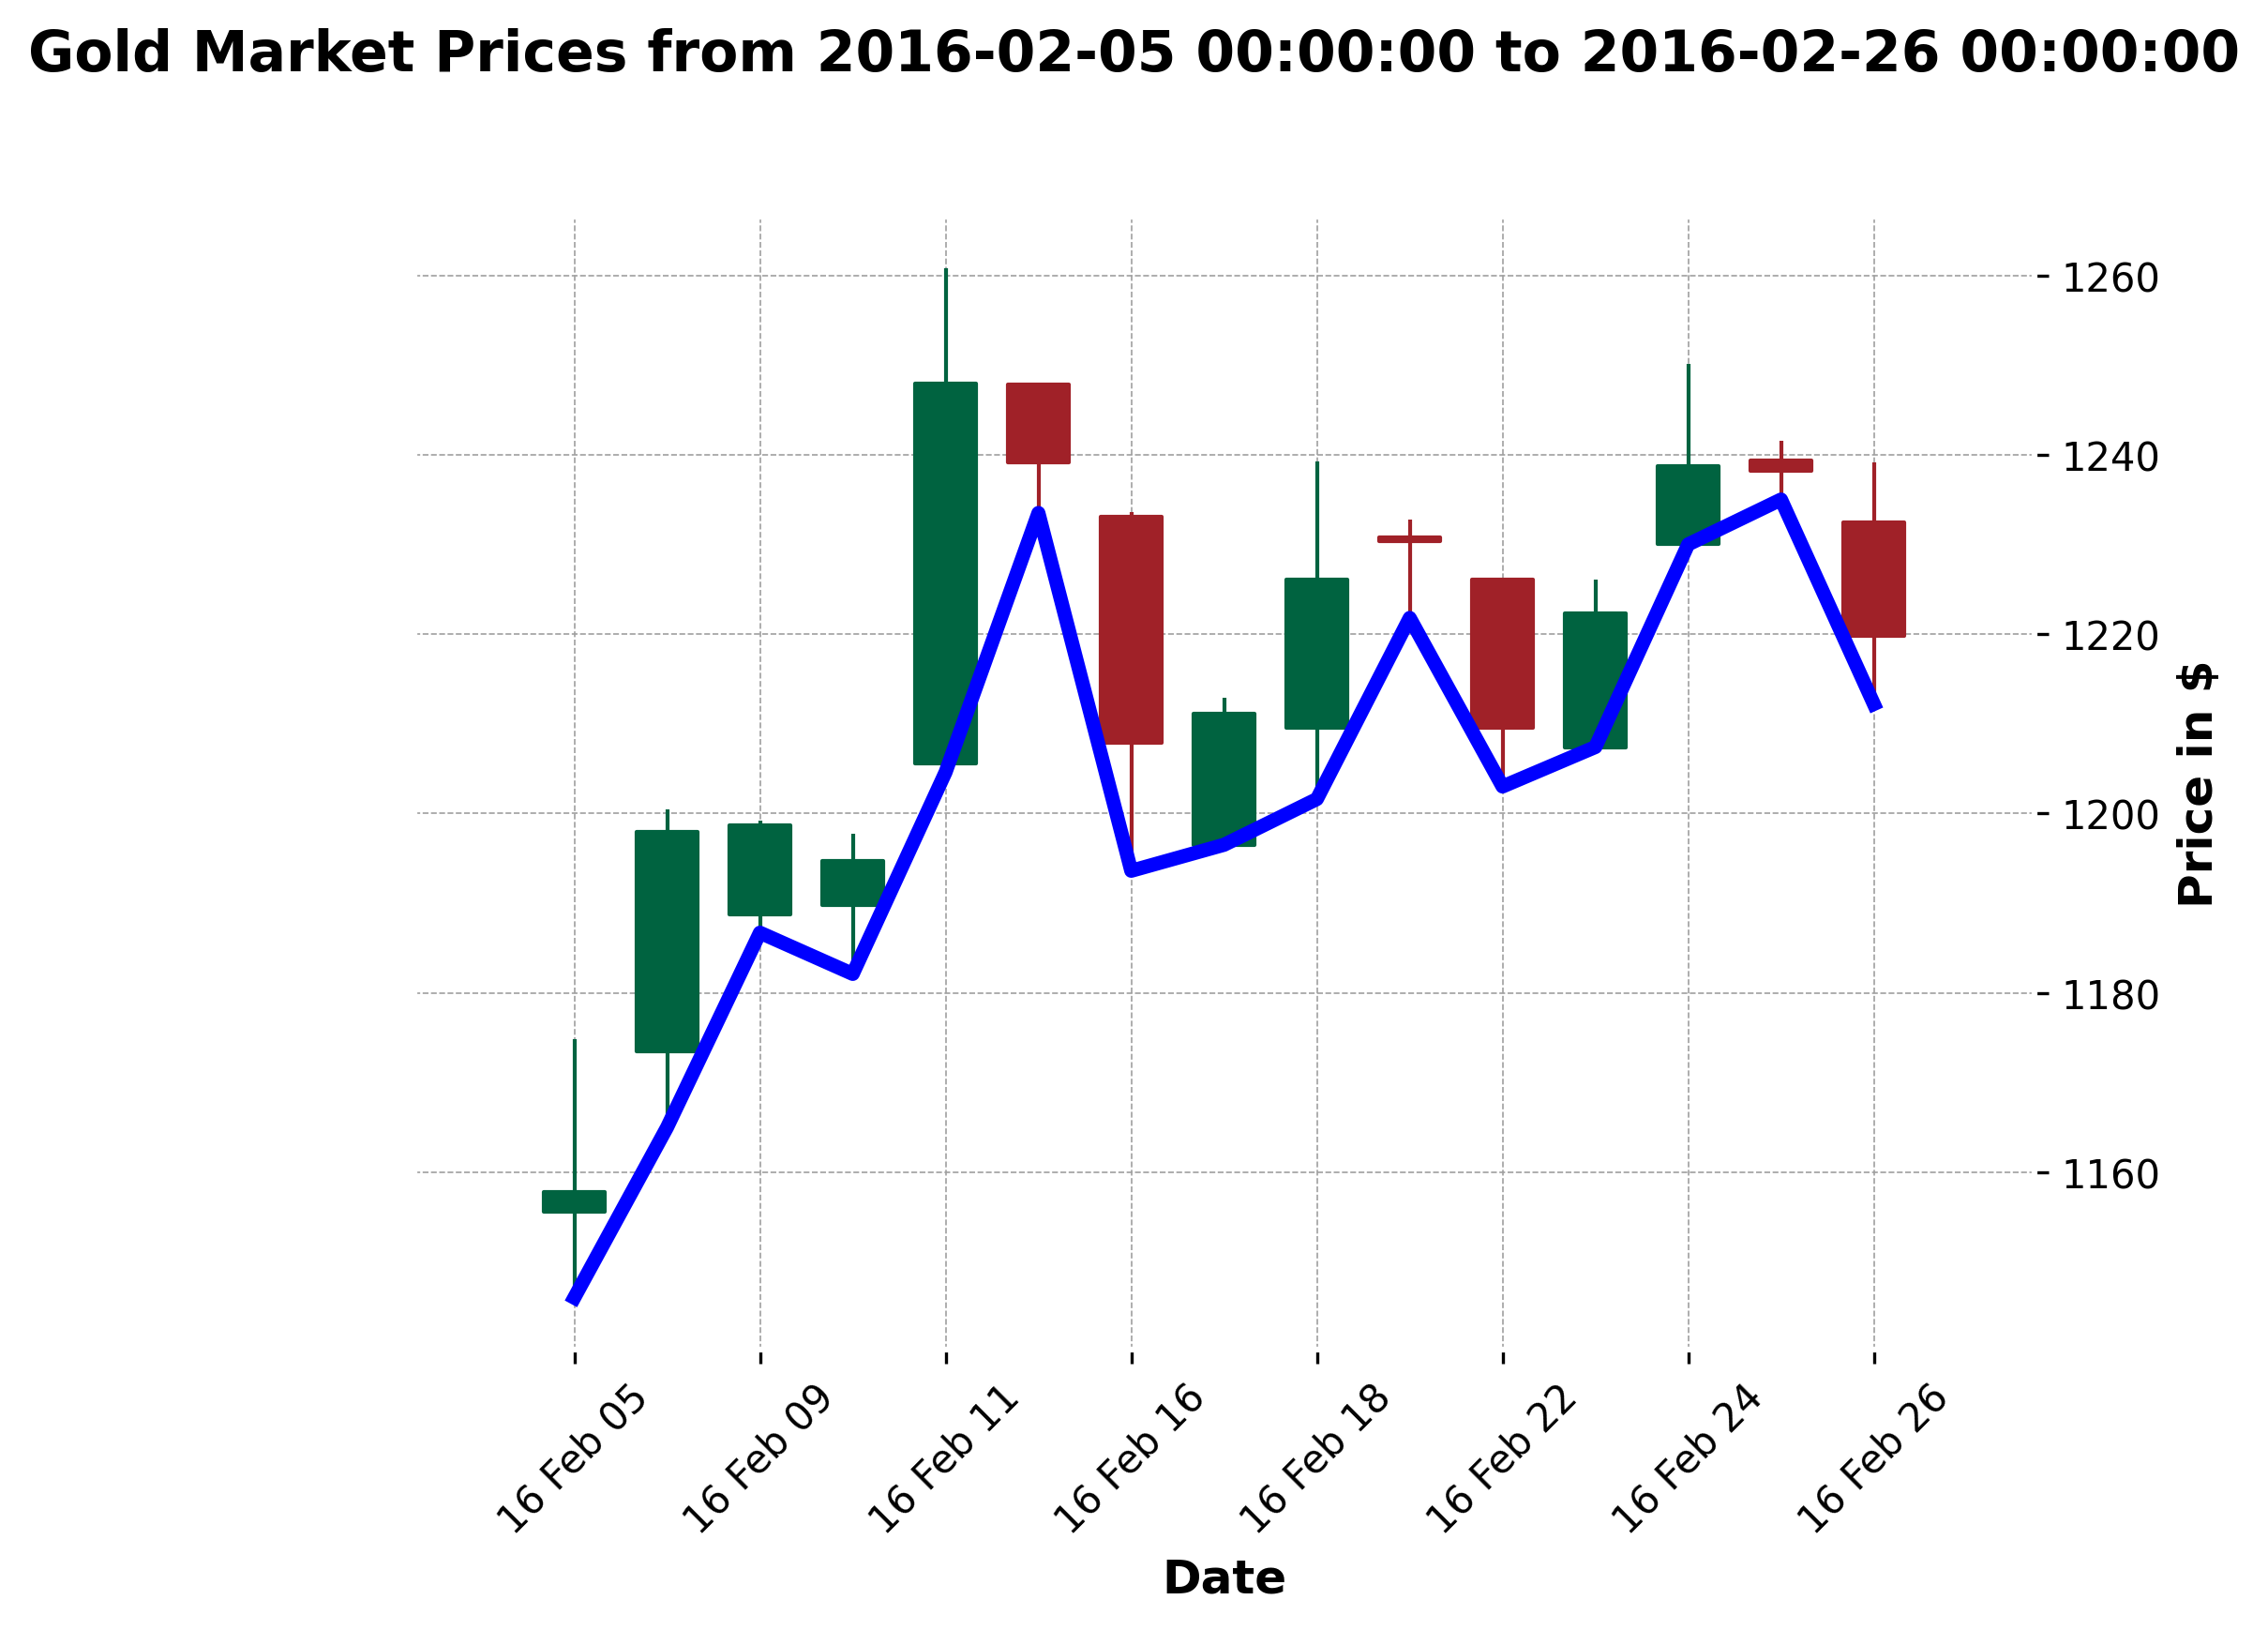 Gold Market Prices from 2016-02-05 00:00:00 to 2016-02-26 00:00:00
1260
1240
1220
1200
1180
1160
Price in $
16 Feb 05
16 Feb 09
16 Feb 11
16 Feb 16
16 Feb 18
16 Feb 22
16 Feb 24
16 Feb 26
Date